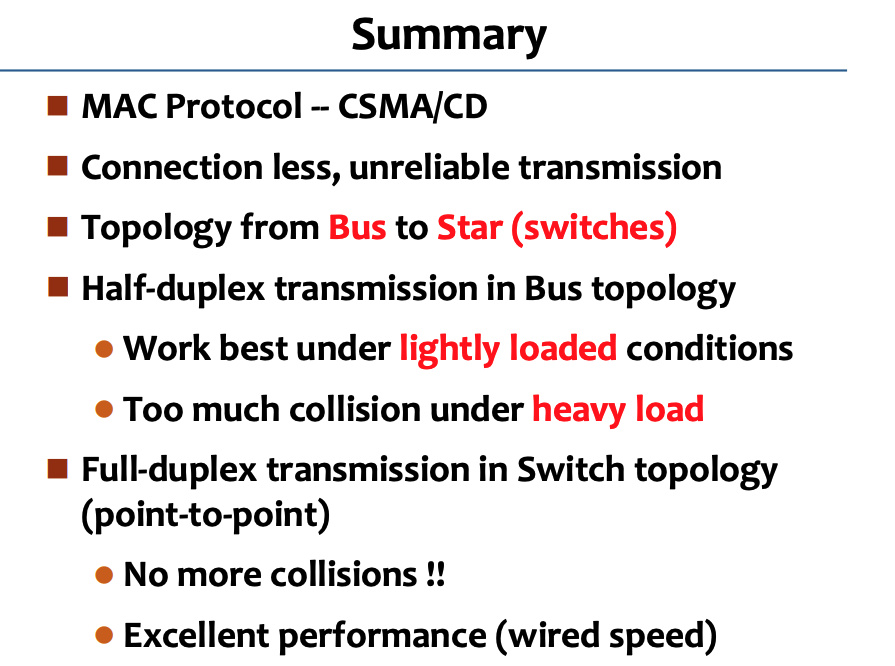 Summary
MAC Protocol -- CSMA/CD
Connection less, unreliable transmission
Topology from Bus to Star (switches)
Half-duplex transmission in Bus topology
Work best under lightly loaded conditions
Too much collision under heavy load
Full-duplex transmission in Switch topology
(point-to-point)
No more collisions !!
Excellent performance (wired speed)